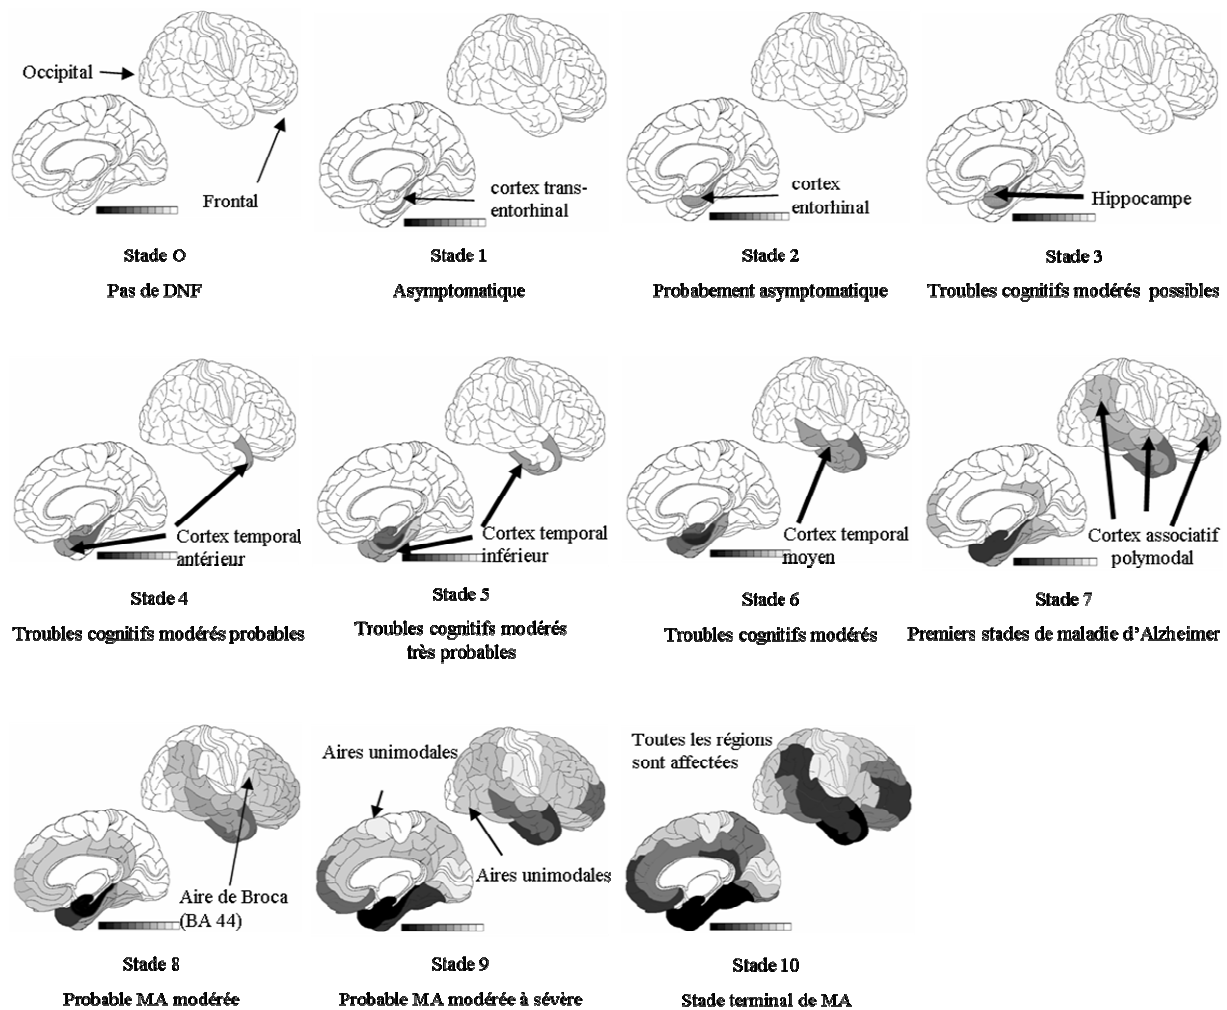 Occipital
Frontal
Stade O
Pas de DNF
cortex trans-
entorhinal
Stade 1
Asymptomatique
cortex
entorhinal
Stade 2
Probabement asymptomatique
Hippocampe
Stade 3
Troubles cognitifs modérés possibles
Cortex temporal
antérieur
Stade 4
Troubles cognitifs modérés probables
Cortex temporal
inférieur
Stade 5
Troubles cognitifs modérés
très probables
Cortex temporal
moyen
Stade 6
Troubles cognitifs modérés
Cortex associatif
polymodal
Stade 7
Premiers stades de maladie d'Alzheimer
Aire de Broca
(BA 44)
Stade 8
Probable MA modérée
Aires unimodales
Aires unimodales
Stade 9
Probable MA modérée à sévère
Toutes les régions
sont affectées
Stade 10
Stade terminal de MA